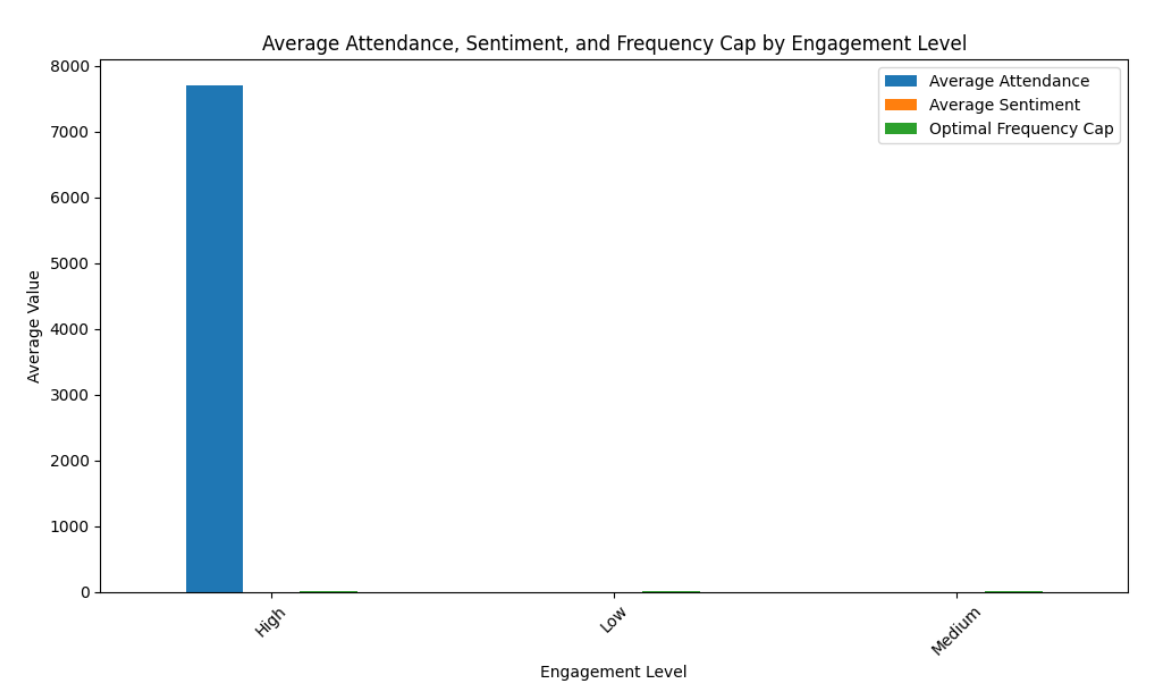 Average Attendance, Sentiment, and Frequency Cap by Engagement Level
Average Attendance
Average Sentiment
Optimal Frequency Cap
8000
7000
6000
5000
4000
3000
2000
1000
0
Average Value
High
Low
Medium
Engagement Level